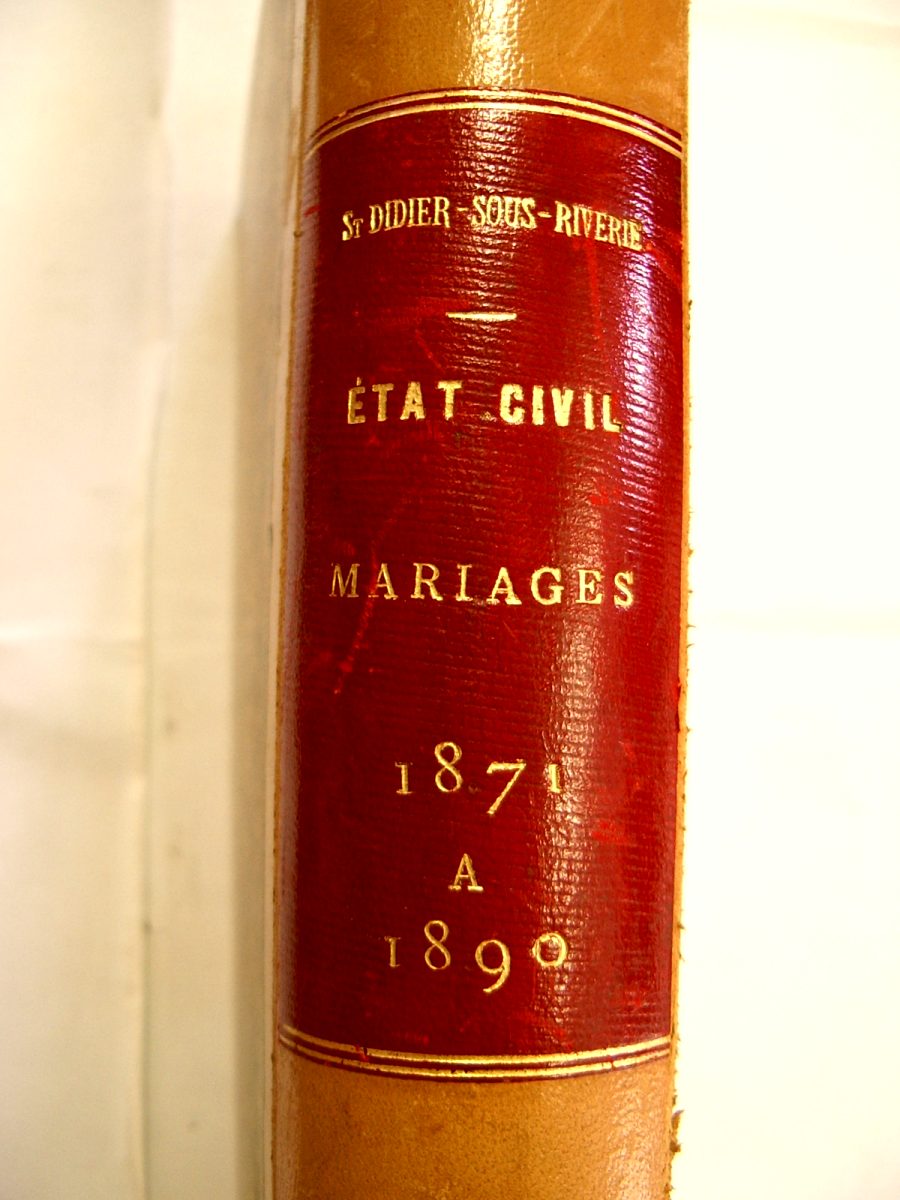 ST DIDIER-SOUS-RIVERIE
ÉTAT CIVIL
MARIAGES
1871
A
1890